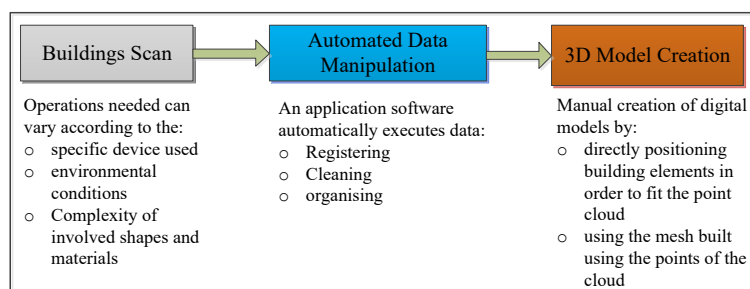 Buildings Scan
Automated Data
Manipulation
3D Model Creation
Operations needed can
vary according to the:
o specific device used
o environmental
conditions
o Complexity of
involved shapes and
materials
An application software
automatically executes data:
o Registering
o Cleaning
o organising
Manual creation of digital
models by:
o directly positioning
building elements in
order to fit the point
cloud
o using the mesh built
using the points of the
cloud